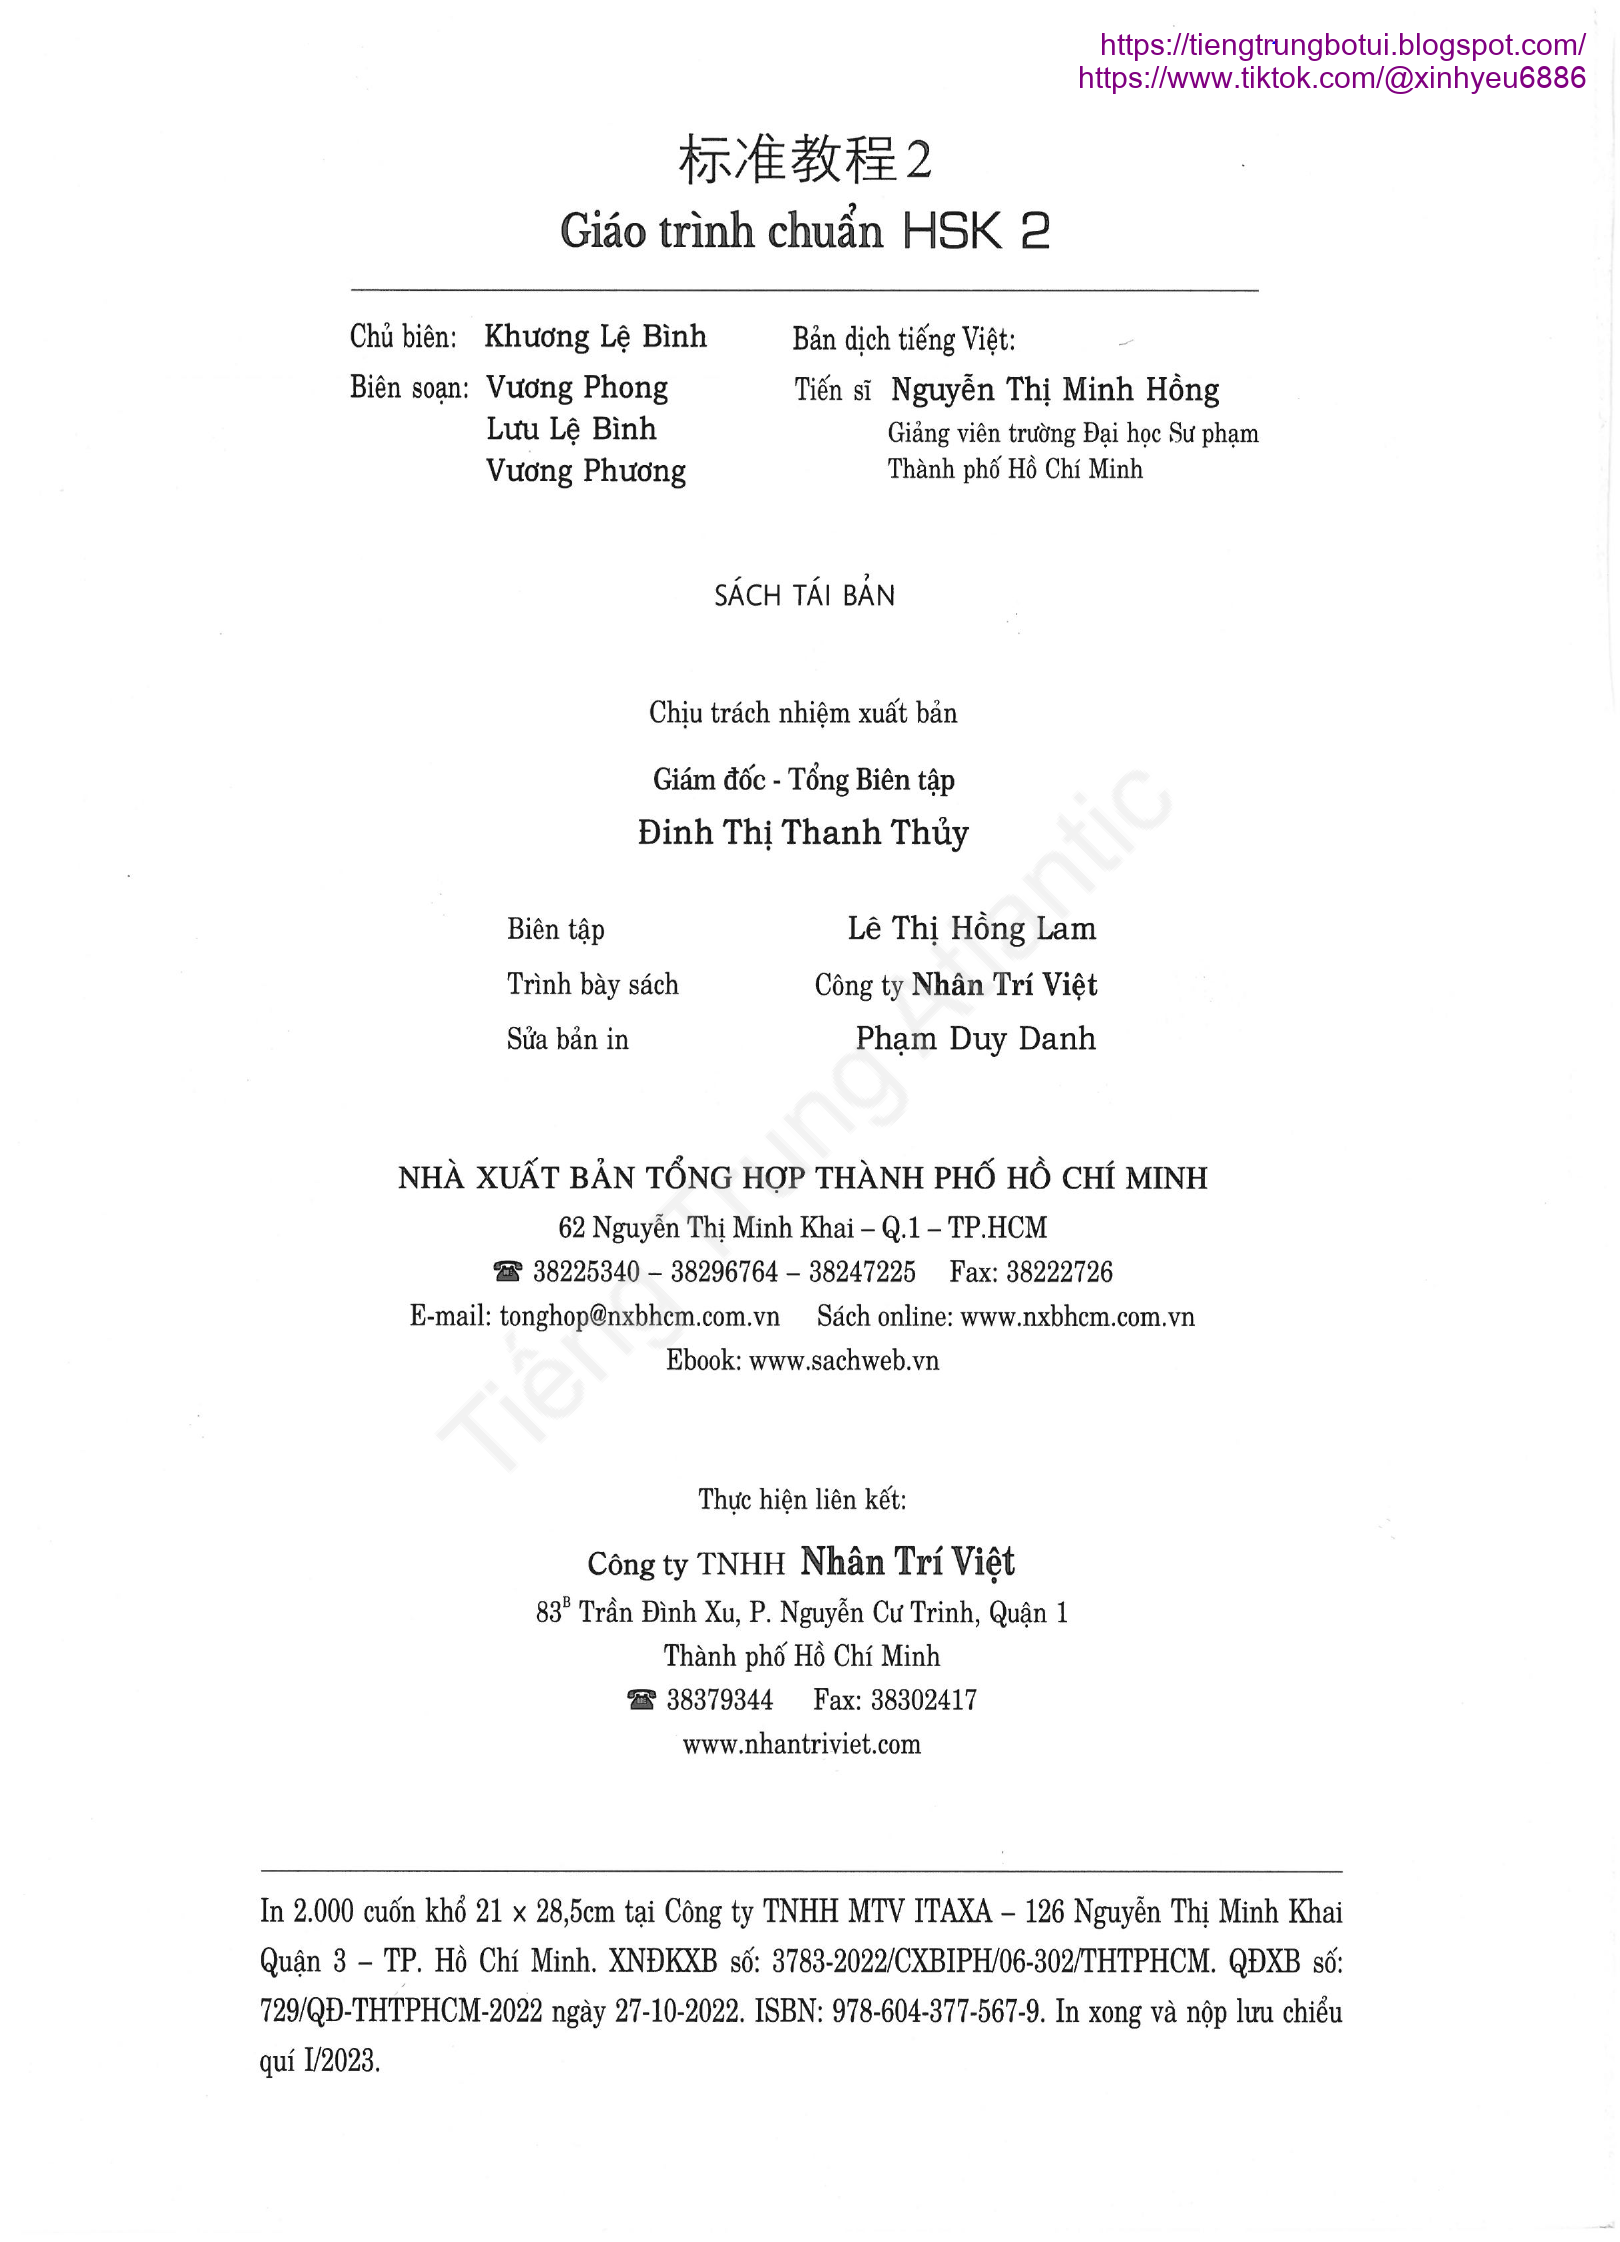 https://tiengtrungbotui.blogspot.com/
https://www.tiktok.com/@xinhyeu6886
标准教程2
Giáo trình chuẩn HSK 2
Chủ biên: Khương Lệ Bình
Biên soạn: Vương Phong
Lưu Lệ Bình
Vương Phương
Bản dịch tiếng Việt:
Tiến sĩ Nguyễn Thị Minh Hồng
Giảng viên trường Đại học Sư phạm
Thành phố Hồ Chí Minh
SÁCH TÁI BẢN
Chịu trách nhiệm xuất bản
Giám đốc - Tổng Biên tập
Đinh Thị Thanh Thủy
Biên tập Lê Thị Hồng Lam
Trình bày sách Công ty Nhân Trí Việt
Sửa bản in Phạm Duy Danh
Tiếng Trung Atlantic
NHÀ XUẤT BẢN TỔNG HỢP THÀNH PHỐ HỒ CHÍ MINH
62 Nguyễn Thị Minh Khai – Q.1 – TP.HCM
☎ 38225340 – 38296764 – 38247225 Fax: 38222726
E-mail: tonghop@nxbhcm.com.vn Sách online: www.nxbhcm.com.vn
Ebook: www.sachweb.vn
Thực hiện liên kết:
Công ty TNHH Nhân Trí Việt
83ᴮ Trần Đình Xu, P. Nguyễn Cư Trinh, Quận 1
Thành phố Hồ Chí Minh
☎ 38379344 Fax: 38302417
www.nhantriviet.com
In 2.000 cuốn khổ 21 × 28,5cm tại Công ty TNHH MTV ITAXA – 126 Nguyễn Thị Minh Khai
Quận 3 – TP. Hồ Chí Minh. XNĐKXB số: 3783-2022/CXBIPH/06-302/THTPHCM. QĐXB số:
729/QĐ-THTPHCM-2022 ngày 27-10-2022. ISBN: 978-604-377-567-9. In xong và nộp lưu chiểu
quí I/2023.